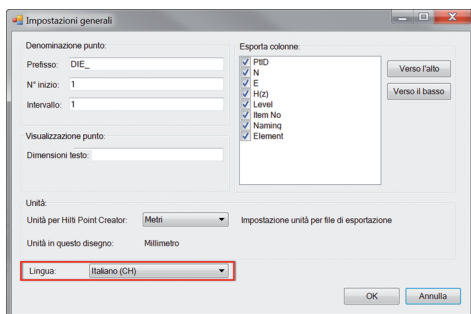 Impostazioni generali
Denominazione punto:
Prefisso: DIE_
N° inizio: 1
Intervallo: 1
Visualizzazione punto:
Dimensioni testo:
Esporta colonne:
PtID
N
E
H(z)
Level
Item No
Naming
Element
Verso l'alto
Verso il basso
Unità:
Unità per Hilti Point Creator: Metri Impostazione unità per file di esportazione
Unità in questo disegno: Millimetro
Lingua: Italiano (CH)
OK Annulla